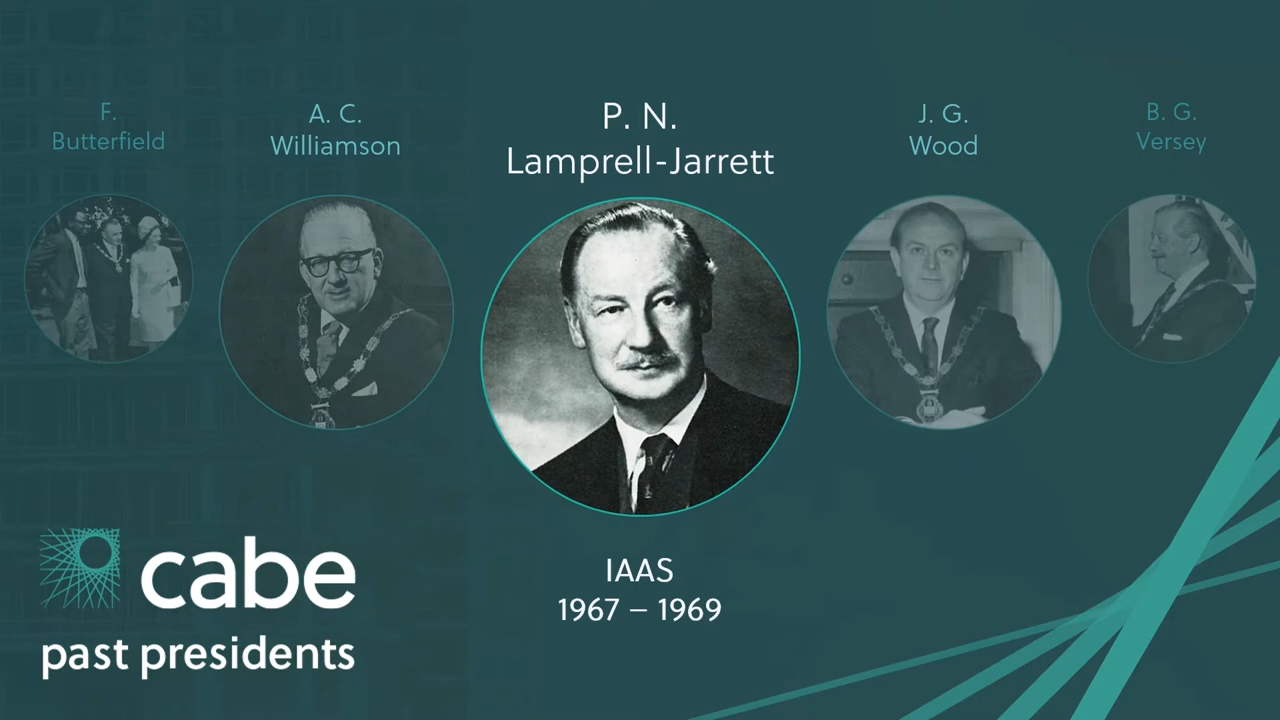 F.
Butterfield
A. C.
Williamson
P. N.
Lamprell-Jarrett
J. G.
Wood
B. G.
Versey
IAAS
1967 – 1969
cabe
past presidents